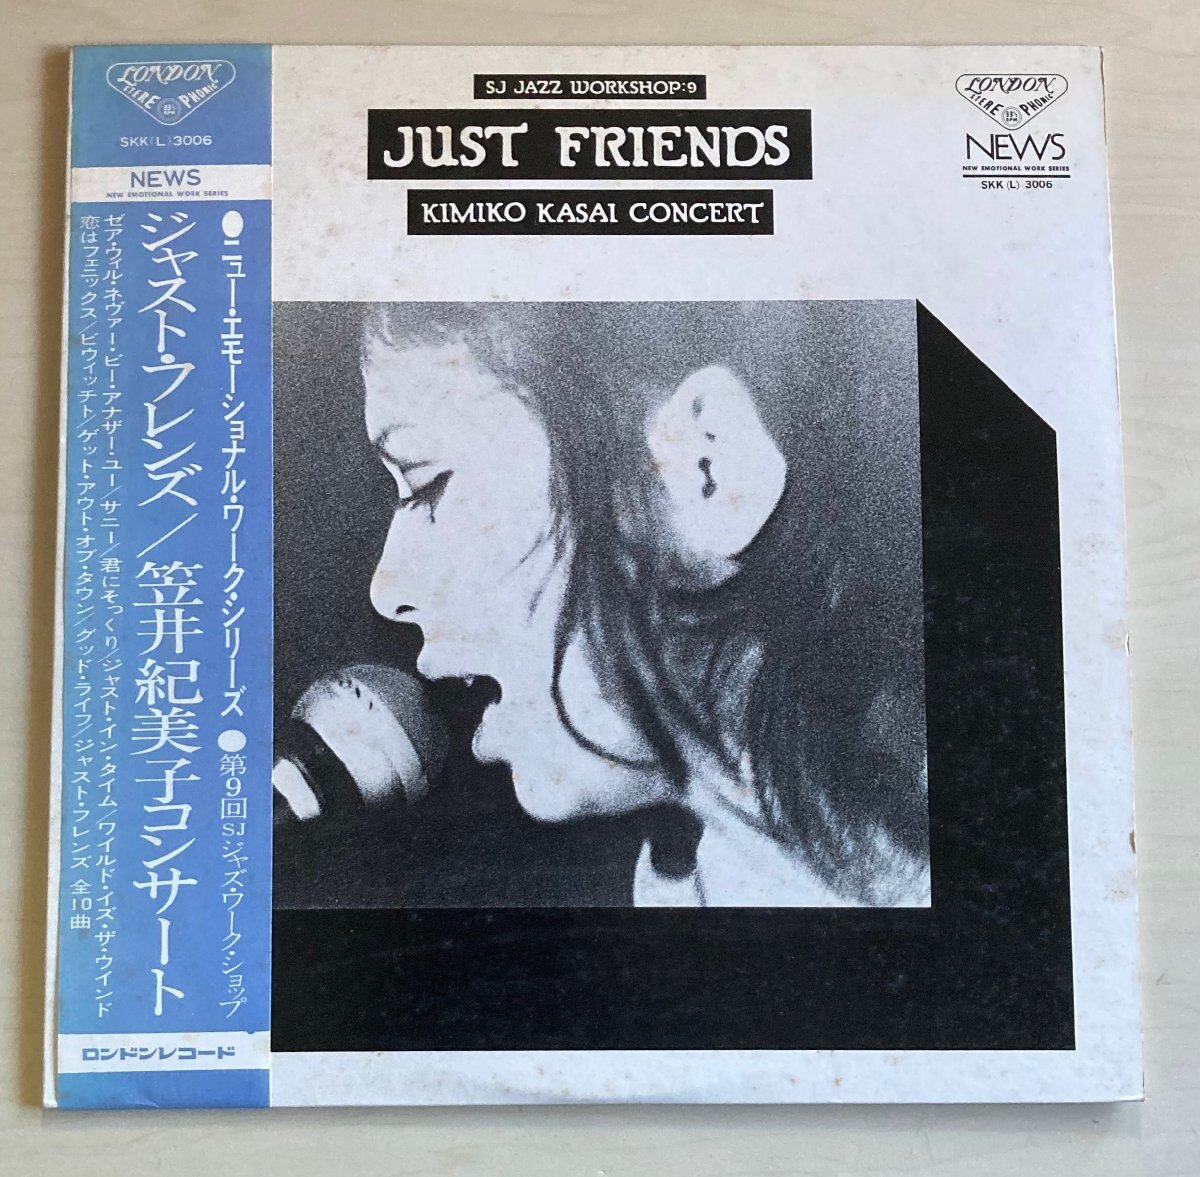 LONDON
STEREO PHONIC
33⅓
RPM
SKK (L) 3006
NEWS
NEW EMOTIONAL WORK SERIES
●ニュー・エモーショナル・ワーク・シリーズ ●第9回SJジャズ・ワーク・ショップ
ジャスト・フレンズ/笠井紀美子コンサート
ゼア・ウィル・ネヴァー・ビー・アナザー・ユー/サニー/君にそっくり/ジャスト・イン・タイム/ワイルド・イズ・ザ・ウインド
恋はフェニックス/ビウィッチト/ゲット・アウト・オブ・タウン/グッド・ライフ/ジャスト・フレンズ 全10曲
ロンドンレコード
SJ JAZZ WORKSHOP:9
JUST FRIENDS
KIMIKO KASAI CONCERT
LONDON
STEREO PHONIC
33⅓
RPM
NEWS
NEW EMOTIONAL WORK SERIES
SKK (L) 3006